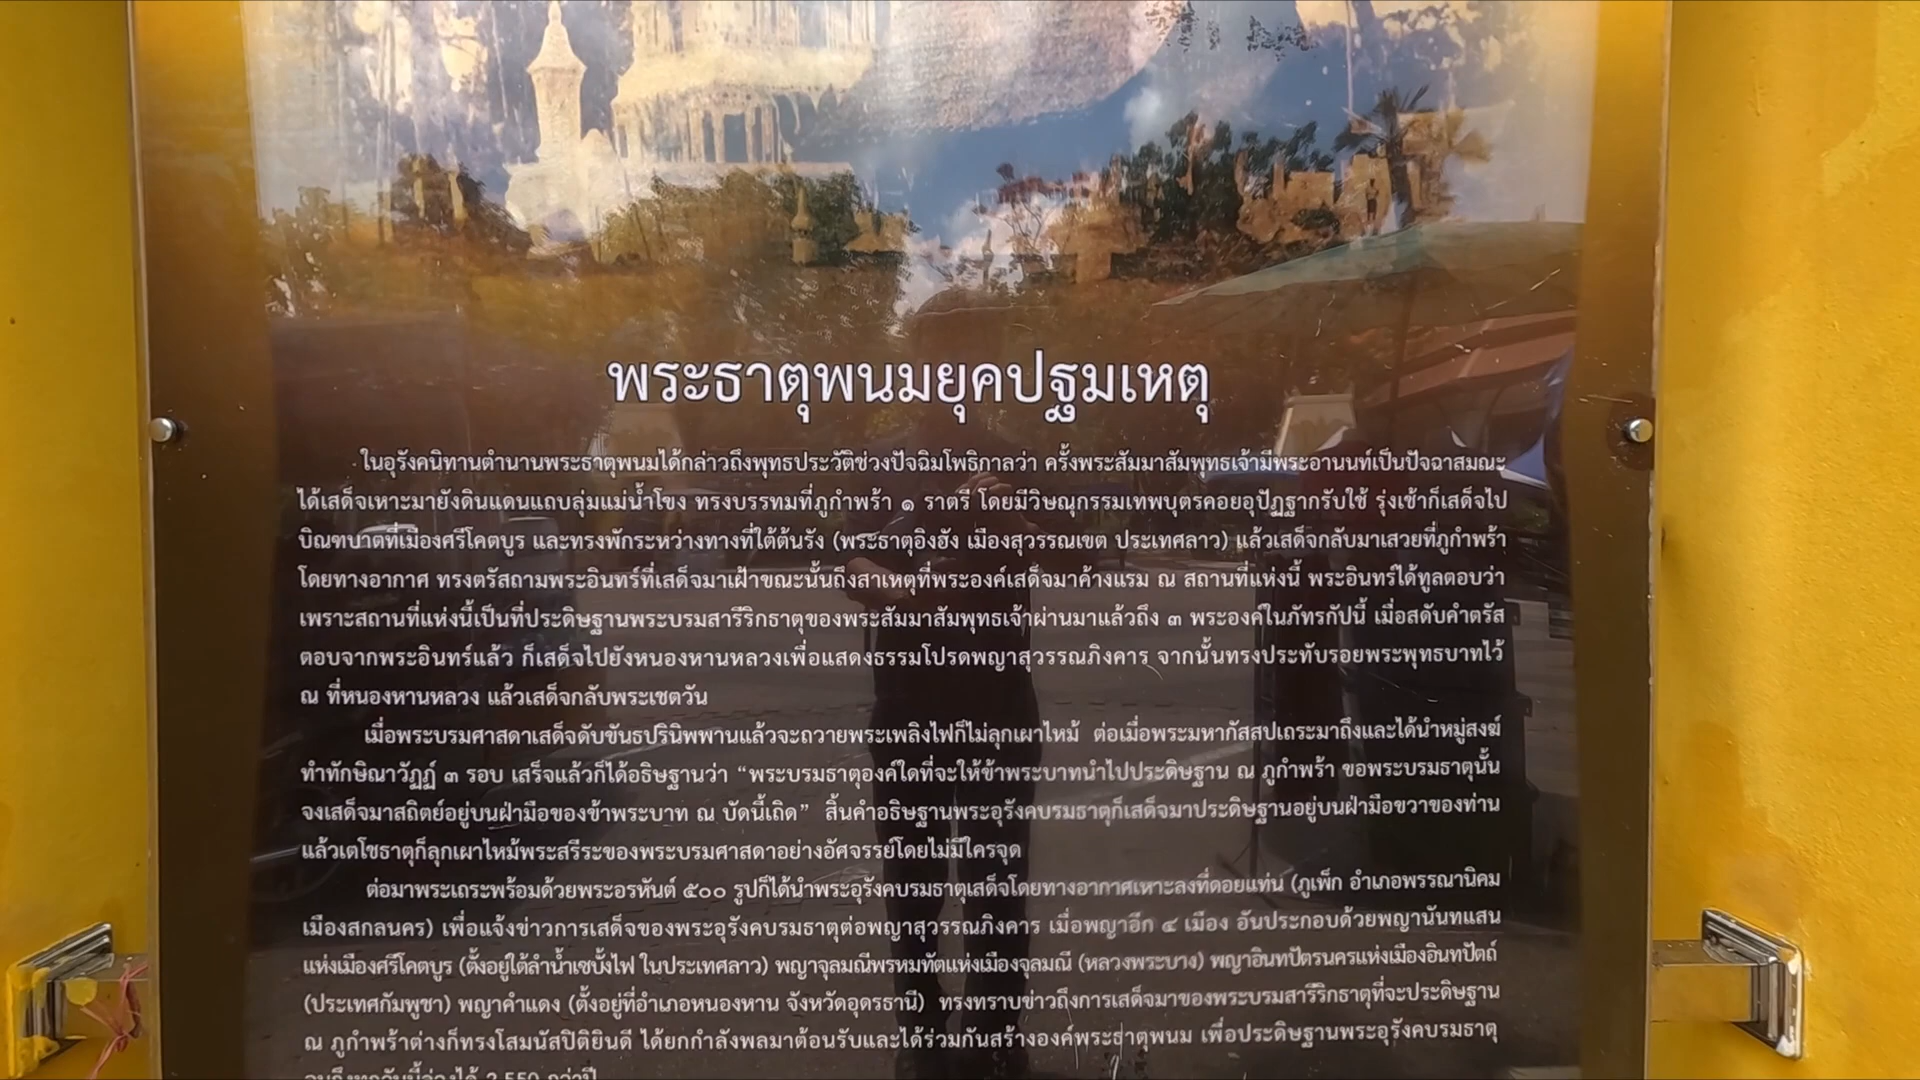 พระธาตุพนมยุคปฐมเหตุ
ในอุรังคนิทานตำนานพระธาตุพนมได้กล่าวถึงพุทธประวัติช่วงปัจฉิมโพธิกาลว่า ครั้งพระสัมมาสัมพุทธเจ้ามีพระอานนท์เป็นปัจฉาสมณะ
ได้เสด็จเหาะมายังดินแดนแถบลุ่มแม่น้ำโขง ทรงบรรทมที่ภูกำพร้า ๑ ราตรี โดยมีวิษณุกรรมเทพบุตรคอยอุปัฏฐากรับใช้ รุ่งเช้าก็เสด็จไป
บิณฑบาตที่เมืองศรีโคตบูร และทรงพักระหว่างทางที่ใต้ต้นรัง (พระธาตุอิงฮัง เมืองสุวรรณเขต ประเทศลาว) แล้วเสด็จกลับมาเสวยที่ภูกำพร้า
โดยทางอากาศ ทรงตรัสถามพระอินทร์ที่เสด็จมาเฝ้าขณะนั้นถึงสาเหตุที่พระองค์เสด็จมาค้างแรม ณ สถานที่แห่งนี้ พระอินทร์ได้ทูลตอบว่า
เพราะสถานที่แห่งนี้เป็นที่ประดิษฐานพระบรมสารีริกธาตุของพระสัมมาสัมพุทธเจ้าผ่านมาแล้วถึง ๓ พระองค์ในภัทรกัปนี้ เมื่อสดับคำตรัส
ตอบจากพระอินทร์แล้ว ก็เสด็จไปยังหนองหานหลวงเพื่อแสดงธรรมโปรดพญาสุวรรณภิงคาร จากนั้นทรงประทับรอยพระพุทธบาทไว้
ณ ที่หนองหานหลวง แล้วเสด็จกลับพระเชตวัน
เมื่อพระบรมศาสดาเสด็จดับขันธปรินิพพานแล้วจะถวายพระเพลิงไฟก็ไม่ลุกเผาไหม้ ต่อเมื่อพระมหากัสสปเถระมาถึงและได้นำหมู่สงฆ์
ทำทักษิณาวัฏฏ์ ๓ รอบ เสร็จแล้วก็ได้อธิษฐานว่า “พระบรมธาตุองค์ใดที่จะให้ข้าพระบาทนำไปประดิษฐาน ณ ภูกำพร้า ขอพระบรมธาตุนั้น
จงเสด็จมาสถิตย์อยู่บนฝ่ามือของข้าพระบาท ณ บัดนี้เถิด” สิ้นคำอธิษฐานพระอุรังคบรมธาตุก็เสด็จมาประดิษฐานอยู่บนฝ่ามือขวาของท่าน
แล้วเตโชธาตุก็ลุกเผาไหม้พระสรีระของพระบรมศาสดาอย่างอัศจรรย์โดยไม่มีใครจุด
ต่อมาพระเถระพร้อมด้วยพระอรหันต์ ๕๐๐ รูปก็ได้นำพระอุรังคบรมธาตุเสด็จโดยทางอากาศเหาะลงที่ดอยแท่น (ภูเพ็ก อำเภอพรรณานิคม
เมืองสกลนคร) เพื่อแจ้งข่าวการเสด็จของพระอุรังคบรมธาตุต่อพญาสุวรรณภิงคาร เมื่อพญาอีก ๔ เมือง อันประกอบด้วยพญานันทแสน
แห่งเมืองศรีโคตบูร (ตั้งอยู่ใต้ลำน้ำเซบั้งไฟ ในประเทศลาว) พญาจุลมณีพรหมทัตแห่งเมืองจุลมณี (หลวงพระบาง) พญาอินทปัตรนครแห่งเมืองอินทปัตถ์
(ประเทศกัมพูชา) พญาคำแดง (ตั้งอยู่ที่อำเภอหนองหาน จังหวัดอุดรธานี) ทรงทราบข่าวถึงการเสด็จมาของพระบรมสารีริกธาตุที่จะประดิษฐาน
ณ ภูกำพร้าต่างก็ทรงโสมนัสปิติยินดี ได้ยกกำลังพลมาต้อนรับและได้ร่วมกันสร้างองค์พระธาตุพนม เพื่อประดิษฐานพระอุรังคบรมธาตุ